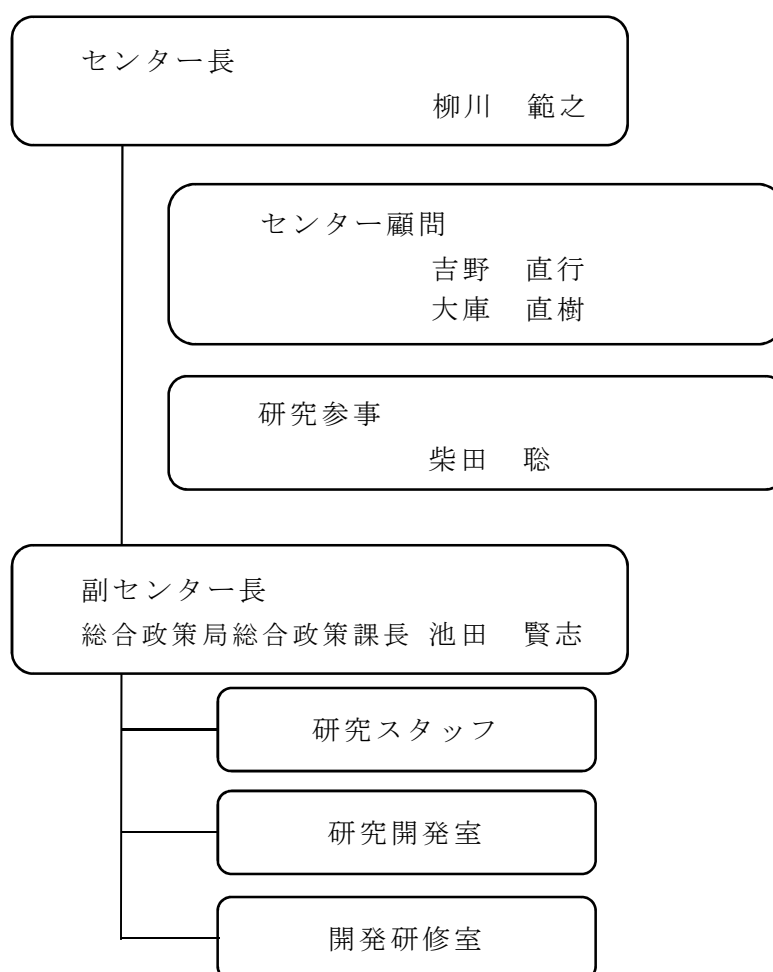 センター長
柳川　範之
センター顧問
吉野　直行
大庫　直樹
研究参事
柴田　聡
副センター長
総合政策局総合政策課長 池田　賢志
研究スタッフ
研究開発室
開発研修室